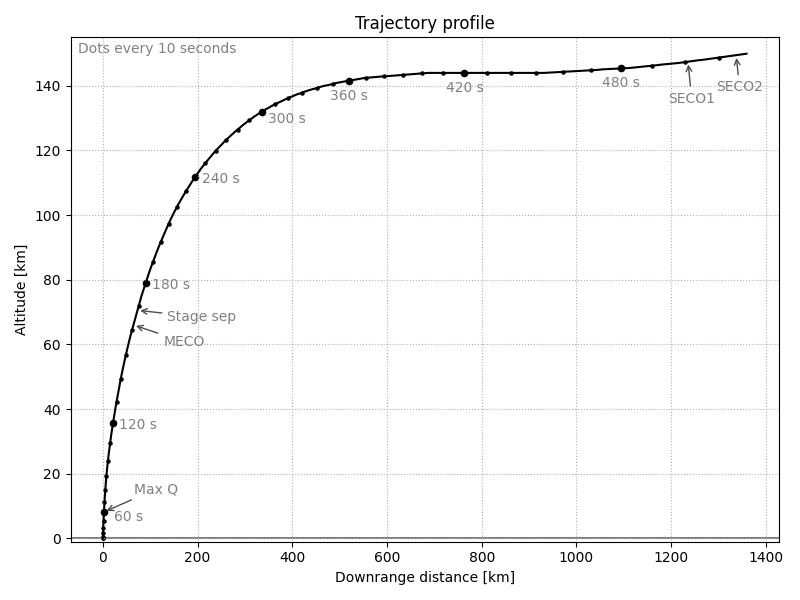 Trajectory profile
Dots every 10 seconds
140
120
100
80
60
40
20
0
Altitude [km]
360 s
420 s
480 s
SECO1
SECO2
300 s
240 s
180 s
Stage sep
MECO
120 s
Max Q
60 s
0
200
400
600
800
1000
1200
1400
Downrange distance [km]